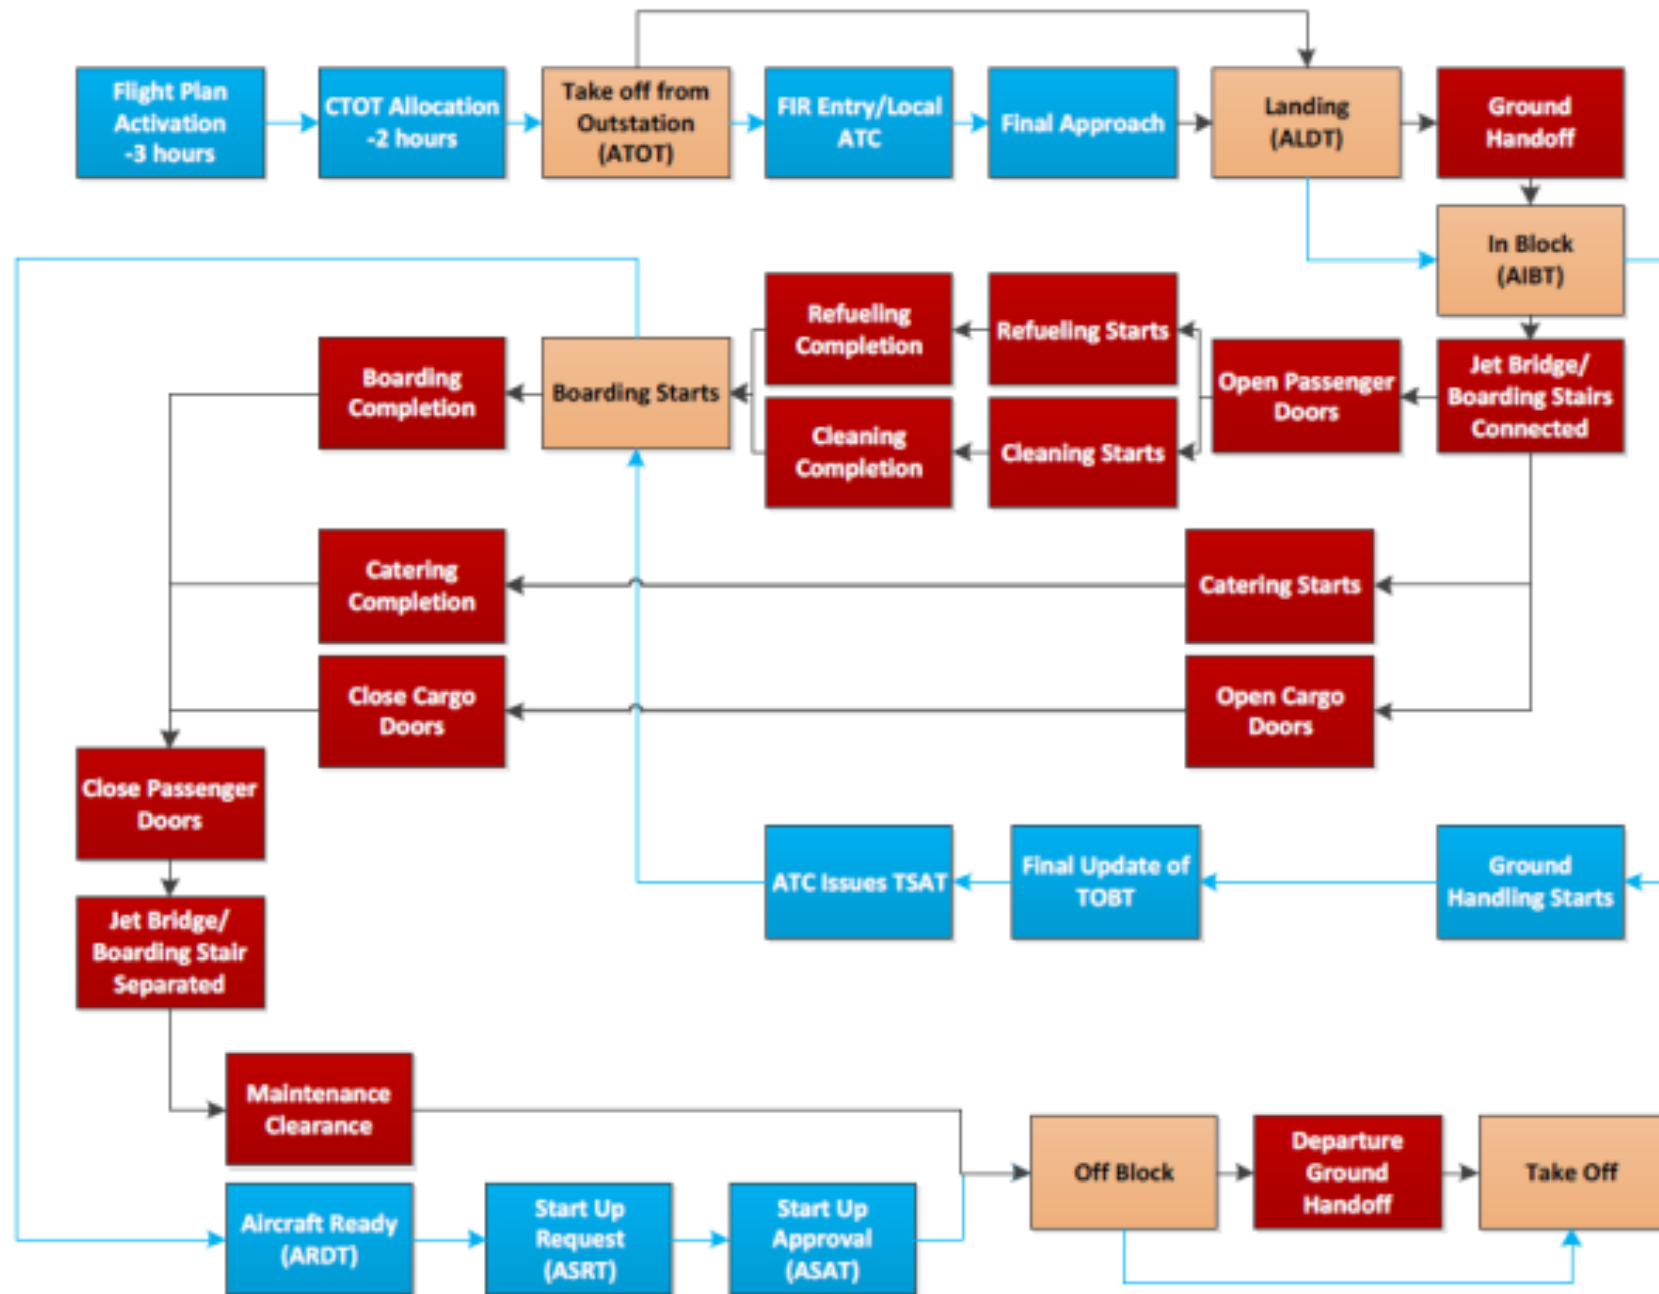 Flight Plan
Activation
-3 hours
CTOT Allocation
-2 hours
Take off from
Outstation
(ATOT)
FIR Entry/Local
ATC
Final Approach
Landing
(ALDT)
Ground
Handoff
In Block
(AIBT)
Refueling
Completion
Refueling Starts
Boarding
Completion
Boarding Starts
Open Passenger
Doors
Jet Bridge/
Boarding Stairs
Connected
Cleaning
Completion
Cleaning Starts
Catering
Completion
Catering Starts
Close Cargo
Doors
Open Cargo
Doors
Close Passenger
Doors
ATC Issues TSAT
Final Update of
TOBT
Ground
Handling Starts
Jet Bridge/
Boarding Stair
Separated
Maintenance
Clearance
Off Block
Departure
Ground
Handoff
Take Off
Aircraft Ready
(ARDT)
Start Up
Request
(ASRT)
Start Up
Approval
(ASAT)